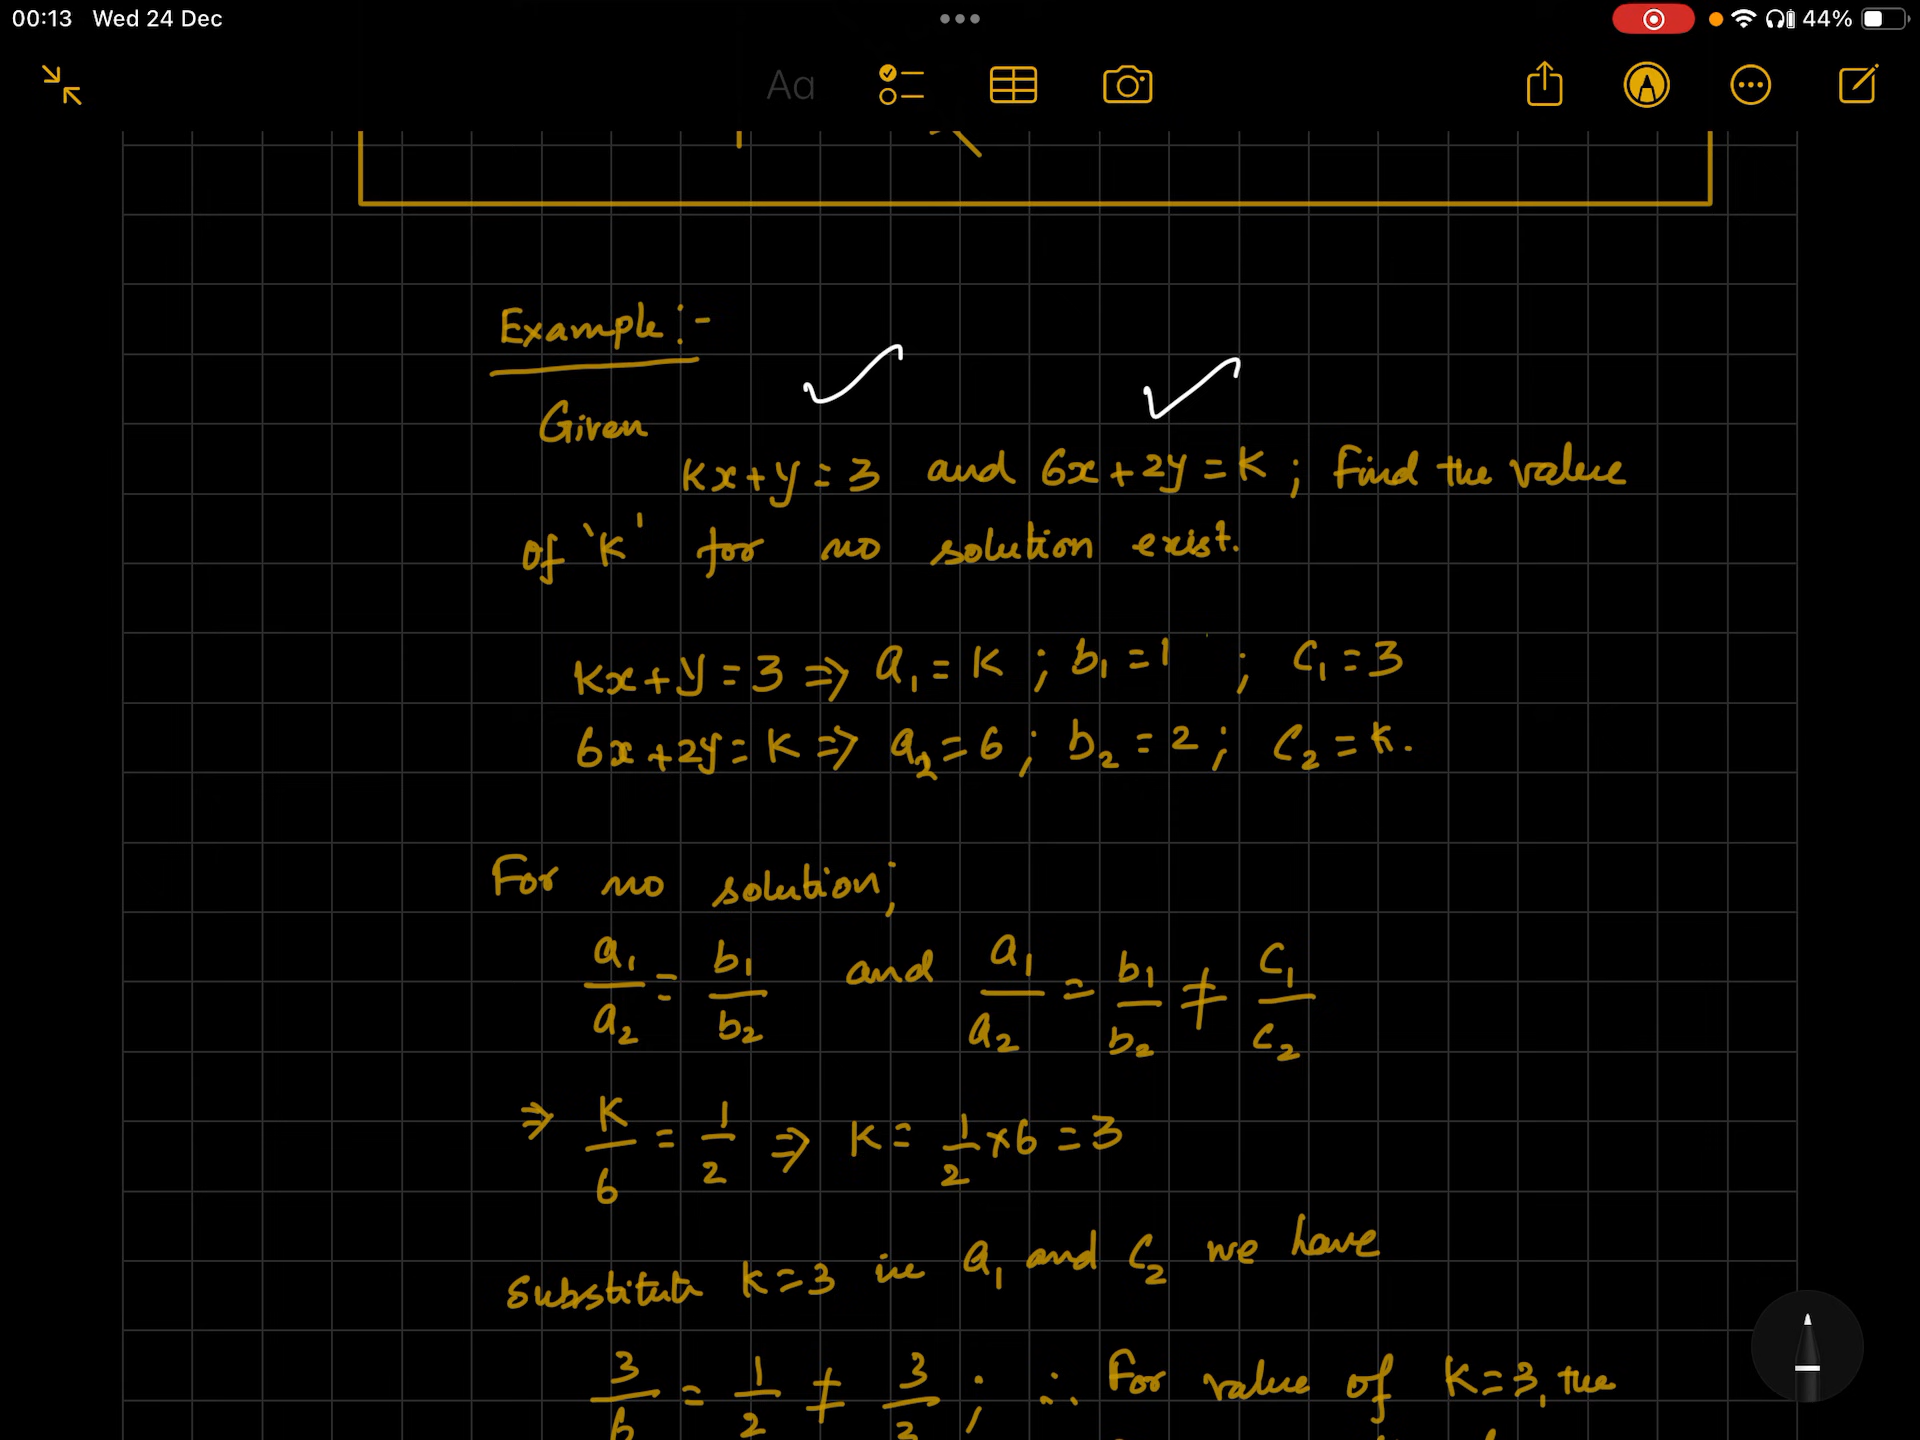 00:13 Wed 24 Dec 44%
Aa
Example :-
Given
Kx+y=3 and 6x+2y=K ; Find the value
of 'K' for no solution exist.
Kx+y=3 ⇒ a₁=K ; b₁=1 ; C₁=3
6x+2y=K ⇒ a₂=6 ; b₂=2 ; C₂=K.
For no solution;
a₁/a₂ = b₁/b₂ and a₁/a₂ = b₁/b₂ ≠ C₁/C₂
⇒ K/6 = 1/2 ⇒ K = 1/2 ×6 = 3
Substitute K=3 in a₁ and C₂ we have
3/6 = 1/2 ≠ 3/3 ; ∴ For value of K=3, the